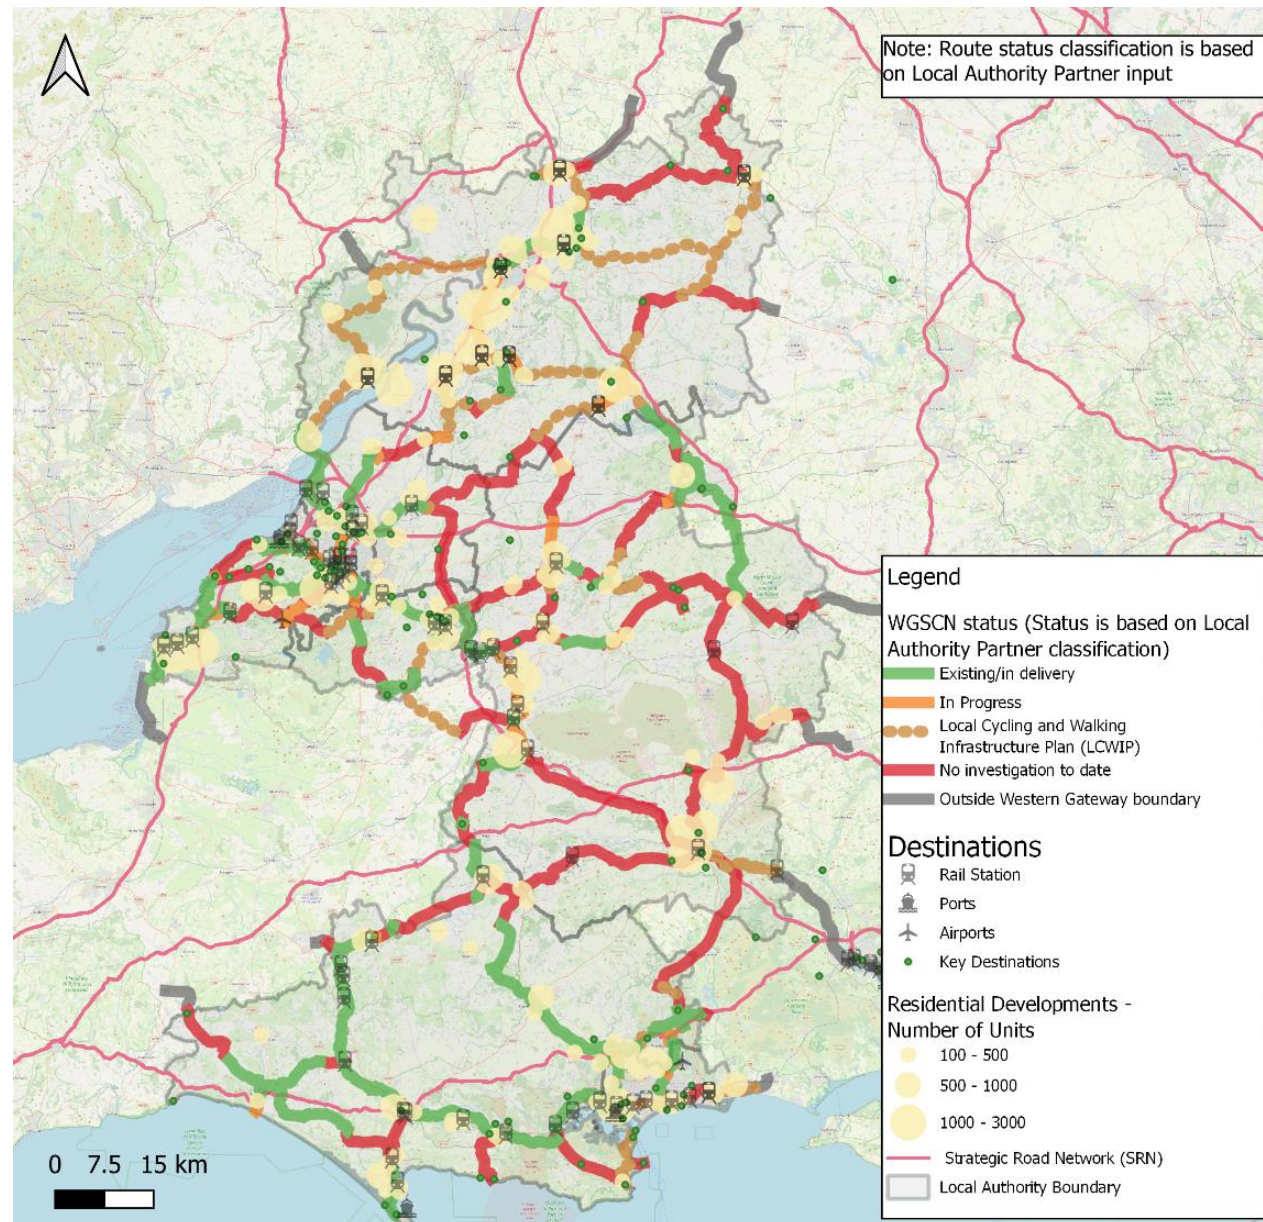 Note: Route status classification is based
on Local Authority Partner input
Legend
WGSCN status (Status is based on Local
Authority Partner classification)
Existing/in delivery
In Progress
Local Cycling and Walking
Infrastructure Plan (LCWIP)
No investigation to date
Outside Western Gateway boundary
Destinations
Rail Station
Ports
Airports
Key Destinations
Residential Developments -
Number of Units
100 - 500
500 - 1000
1000 - 3000
Strategic Road Network (SRN)
Local Authority Boundary
0 7.5 15 km